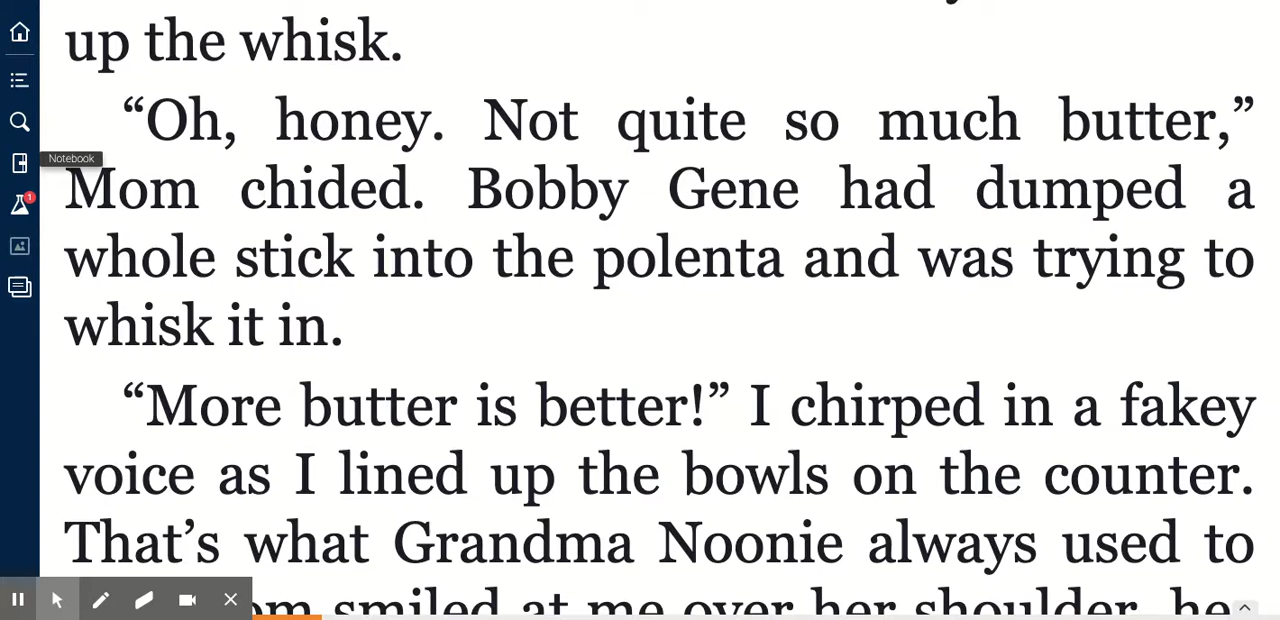 up the whisk.
“Oh, honey. Not quite so much butter,”
Notebook
Mom chided. Bobby Gene had dumped a
1
whole stick into the polenta and was trying to
whisk it in.
“More butter is better!” I chirped in a fakey
voice as I lined up the bowls on the counter.
That’s what Grandma Noonie always used to
smiled at me over her shoulder,